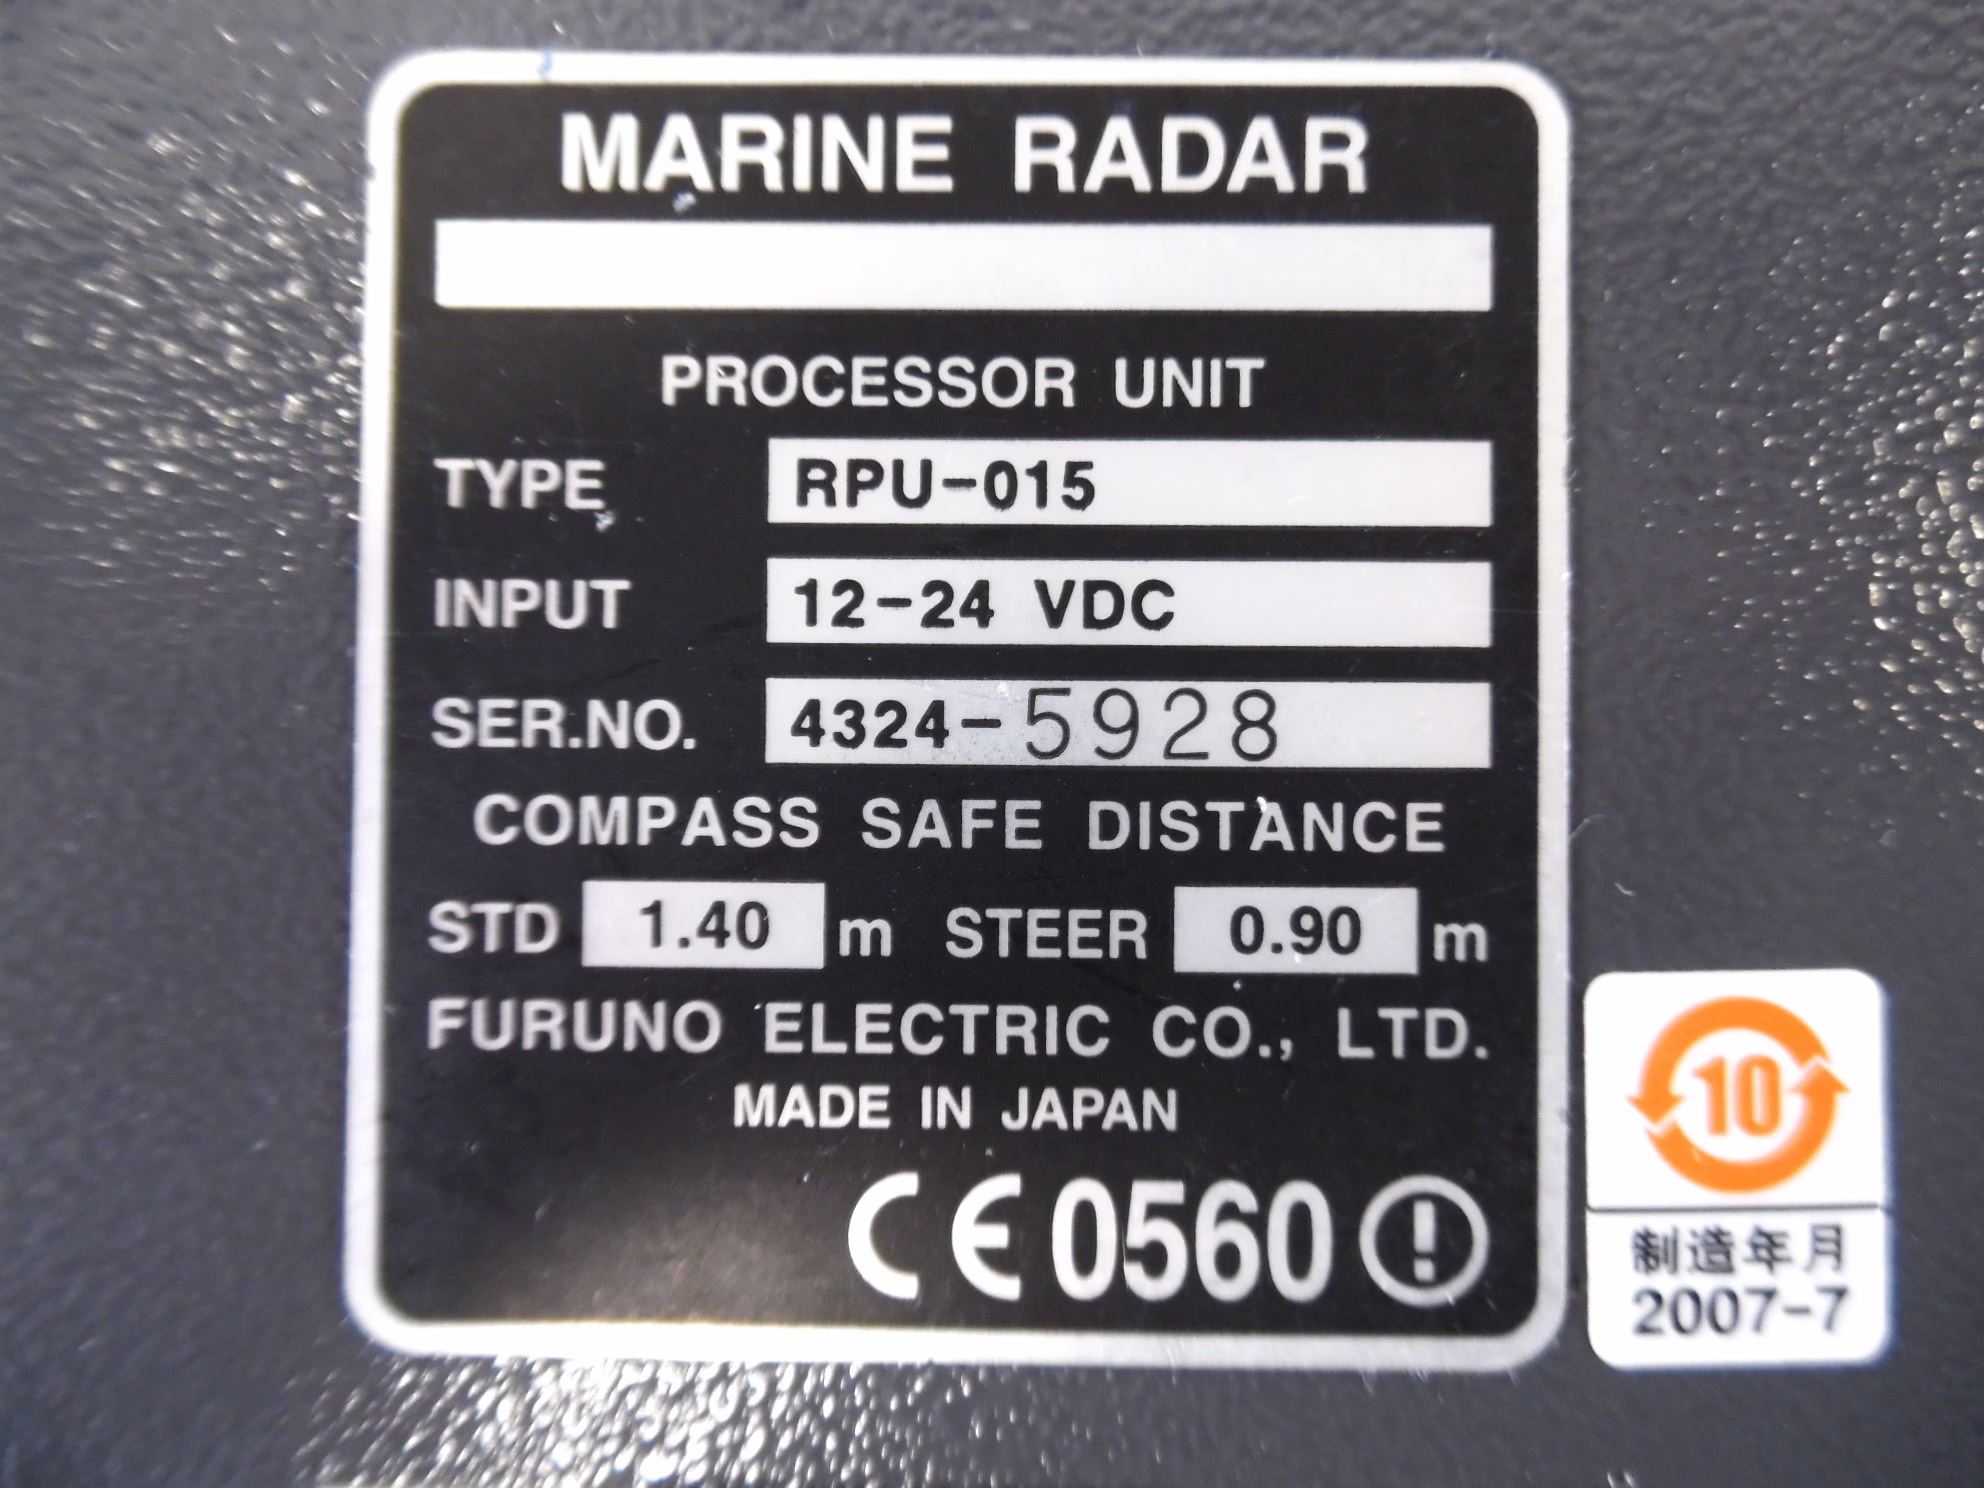 MARINE RADAR
PROCESSOR UNIT
TYPE RPU-015
INPUT 12-24 VDC
SER.NO. 4324-5928
COMPASS SAFE DISTANCE
STD 1.40 m STEER 0.90 m
FURUNO ELECTRIC CO., LTD.
MADE IN JAPAN
CE0560!
10
制造年月
2007-7